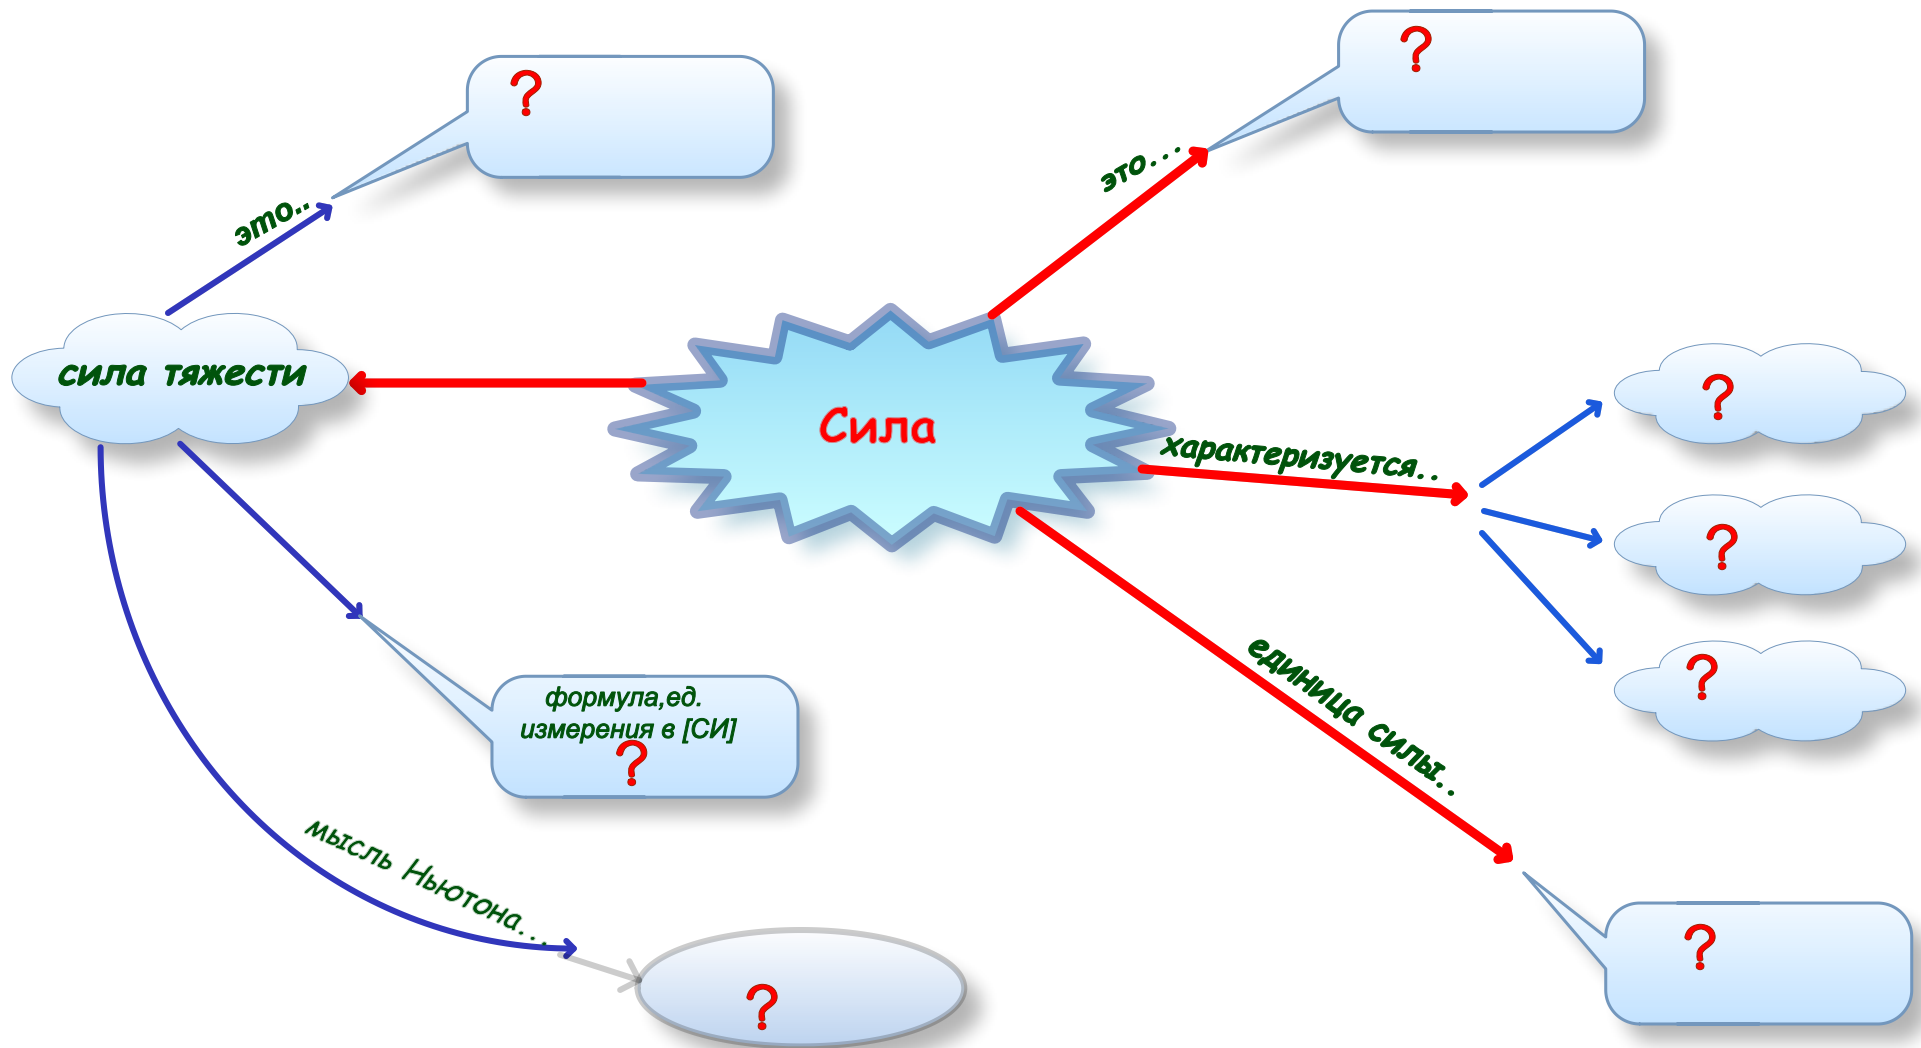 ?
?
это..
это...
сила тяжести
Сила
?
характеризуется..
?
единица силы..
?
формула,ед.
измерения в [СИ]
?
мысль Ньютона...
?
?